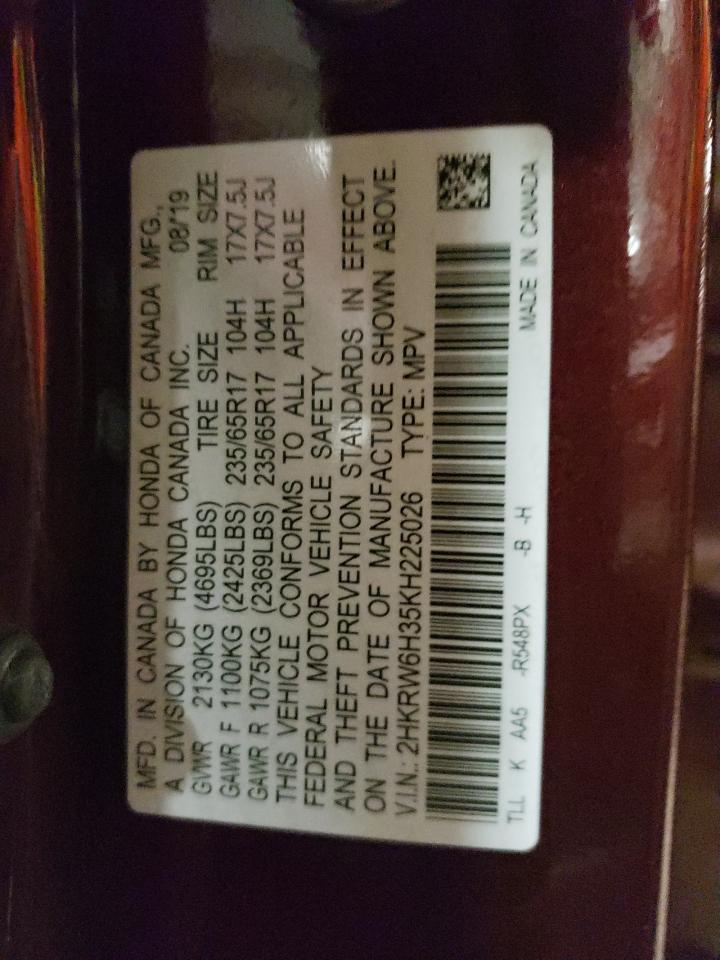 MFD. IN CANADA BY HONDA OF CANADA MFG.,
A DIVISION OF HONDA CANADA INC. 08/'19
GVWR 2130KG (4695LBS) TIRE SIZE RIM SIZE
GAWR F 1100KG (2425LBS) 235/65R17 104H 17X7.5J
GAWR R 1075KG (2369LBS) 235/65R17 104H 17X7.5J
THIS VEHICLE CONFORMS TO ALL APPLICABLE
FEDERAL MOTOR VEHICLE SAFETY
AND THEFT PREVENTION STANDARDS IN EFFECT
ON THE DATE OF MANUFACTURE SHOWN ABOVE.
V.I.N.: 2HKRW6H35KH225026 TYPE: MPV
TLL K AA5 -R548PX -B -H MADE IN CANADA